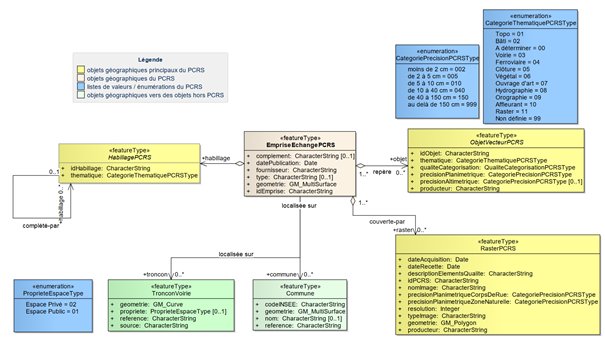 Légende
objets géographiques principaux du PCRS
objets géographiques du PCRS
listes de valeurs / enumérations du PCRS
objets géographiques vers des objets hors PCRS
«enumeration»
CategoriePrecisionPCRSType
moins de 2 cm = 002
de 2 à 5 cm = 005
de 5 à 10 cm = 010
de 10 à 40 cm = 040
de 40 à 150 cm = 150
au delà de 150 cm = 999
«enumeration»
CategorieThematiquePCRSType
Topo = 01
Bâti = 02
A déterminer = 00
Voirie = 03
Ferroviaire = 04
Clôture = 05
Végétal = 06
Ouvrage d'art = 07
Hydrographie = 08
Orographie = 09
Affleurant = 10
Raster = 11
Non définie = 99
«featureType»
HabillagePCRS
+ idHabillage: CharacterString
+ thematique: CategorieThematiquePCRSType
0..1
complète-par
+habillage 0..*
+habillage
«featureType»
EmpriseEchangePCRS
+ complement: CharacterString [0..1]
+ datePublication: Date
+ fournisseur: CharacterString
+ type: CharacterString [0..1]
+ geometrie: GM_MultiSurface
+ idEmprise: CharacterString
+objet
1..*
repère
0..*
«featureType»
ObjetVecteurPCRS
+ idObjet: CharacterString
+ thematique: CategorieThematiquePCRSType
+ qualiteCategorisation: QualiteCategorisationPCRSType
+ precisionPlanimetrique: CategoriePrecisionPCRSType
+ precisionAltimetrique: CategoriePrecisionPCRSType [0..1]
+ producteur: CharacterString
localisée sur
1..*
couverte-par
+raster 0..*
localisée sur
+troncon 0..*
+commune 0..*
«enumeration»
ProprieteEspaceType
Espace Privé = 02
Espace Public = 01
«featureType»
TronconVoirie
+ geometrie: GM_Curve
+ propriete: ProprieteEspaceType [0..1]
+ reference: CharacterString
+ source: CharacterString
«featureType»
Commune
+ codeINSEE: CharacterString
+ geometrie: GM_MultiSurface
+ nom: CharacterString [0..1]
+ reference: CharacterString
«featureType»
RasterPCRS
+ dateAcquisition: Date
+ dateRecette: Date
+ descriptionElementsQualite: CharacterString
+ idPCRS: CharacterString
+ nomImage: CharacterString
+ precisionPlanimetriqueCorpsDeRue: CategoriePrecisionPCRSType
+ precisionPlanimetriqueZoneNaturelle: CategoriePrecisionPCRSType
+ resolution: Integer
+ typeImage: CharacterString
+ geometrie: GM_Polygon
+ producteur: CharacterString